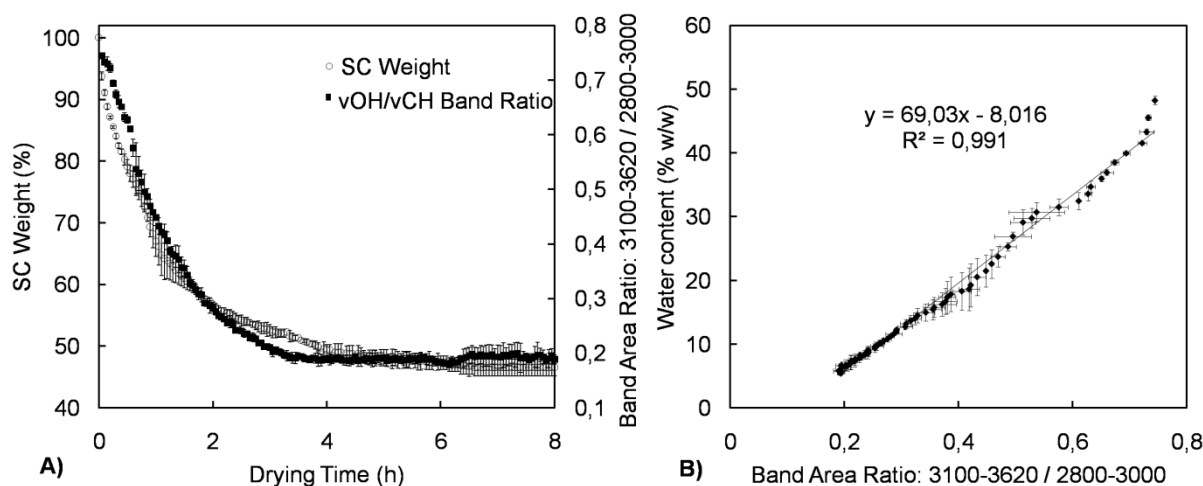 100
90
80
70
60
50
40
SC Weight (%)
SC Weight
vOH/vCH Band Ratio
0,8
0,7
0,6
0,5
0,4
0,3
0,2
0,1
Band Area Ratio: 3100-3620 / 2800-3000
0 2 4 6 8
A) Drying Time (h)
60
50
40
30
20
10
0
Water content (% w/w)
y = 69,03x - 8,016
R² = 0,991
0 0,2 0,4 0,6 0,8
B) Band Area Ratio: 3100-3620 / 2800-3000